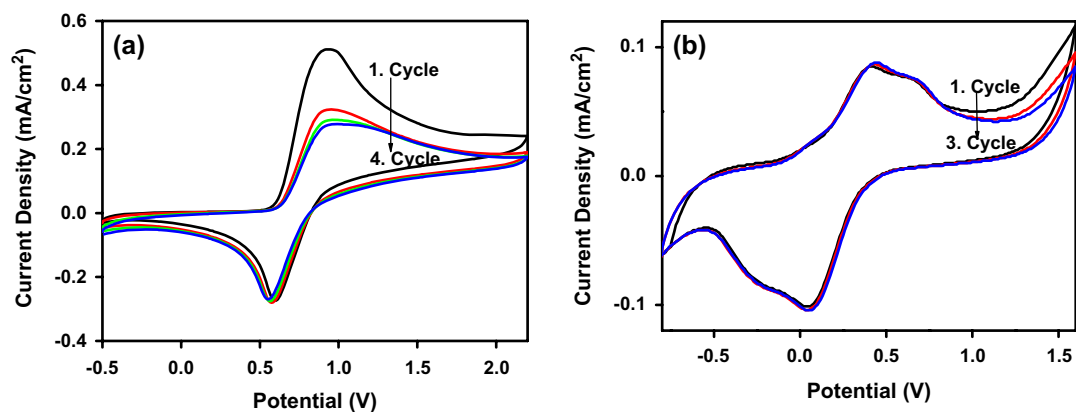 (a)
0.6
0.4
0.2
0.0
-0.2
-0.4
Current Density (mA/cm²)
1. Cycle
4. Cycle
-0.5 0.0 0.5 1.0 1.5 2.0
Potential (V)
(b)
0.1
0.0
-0.1
Current Density (mA/cm²)
1. Cycle
3. Cycle
-0.5 0.0 0.5 1.0 1.5
Potential (V)